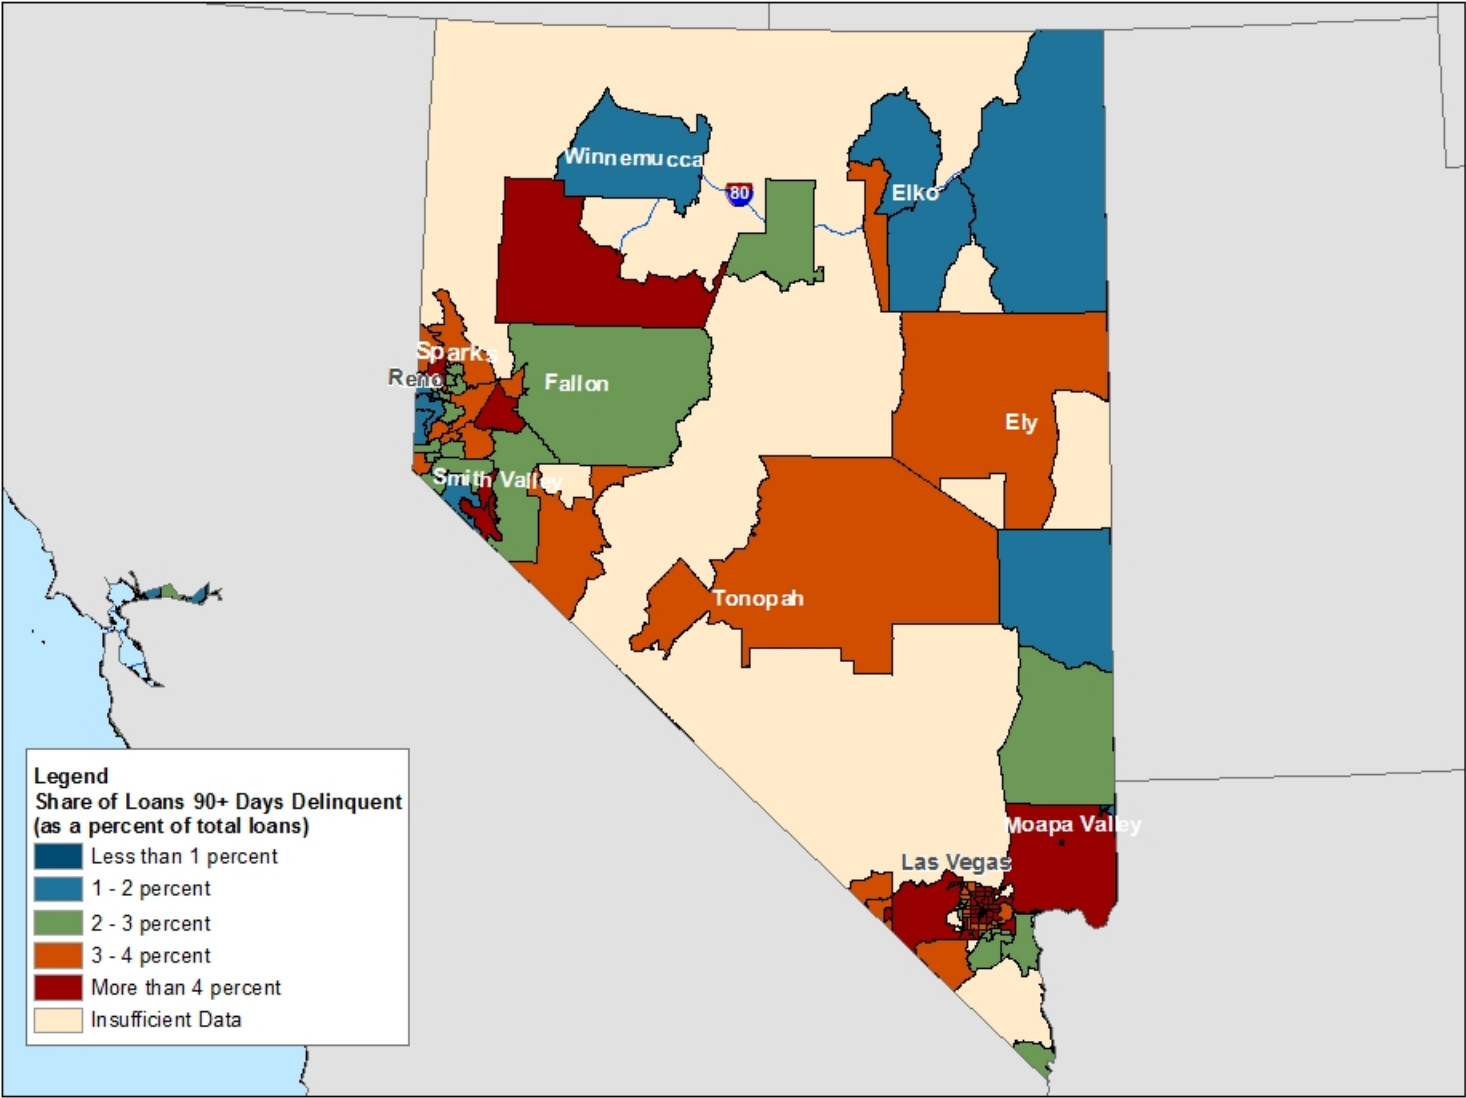 Winnemucca
80
Elko
Sparks
Reno
Fallon
Ely
Smith Valley
Tonopah
Moapa Valley
Las Vegas
Legend
Share of Loans 90+ Days Delinquent
(as a percent of total loans)
Less than 1 percent
1 - 2 percent
2 - 3 percent
3 - 4 percent
More than 4 percent
Insufficient Data